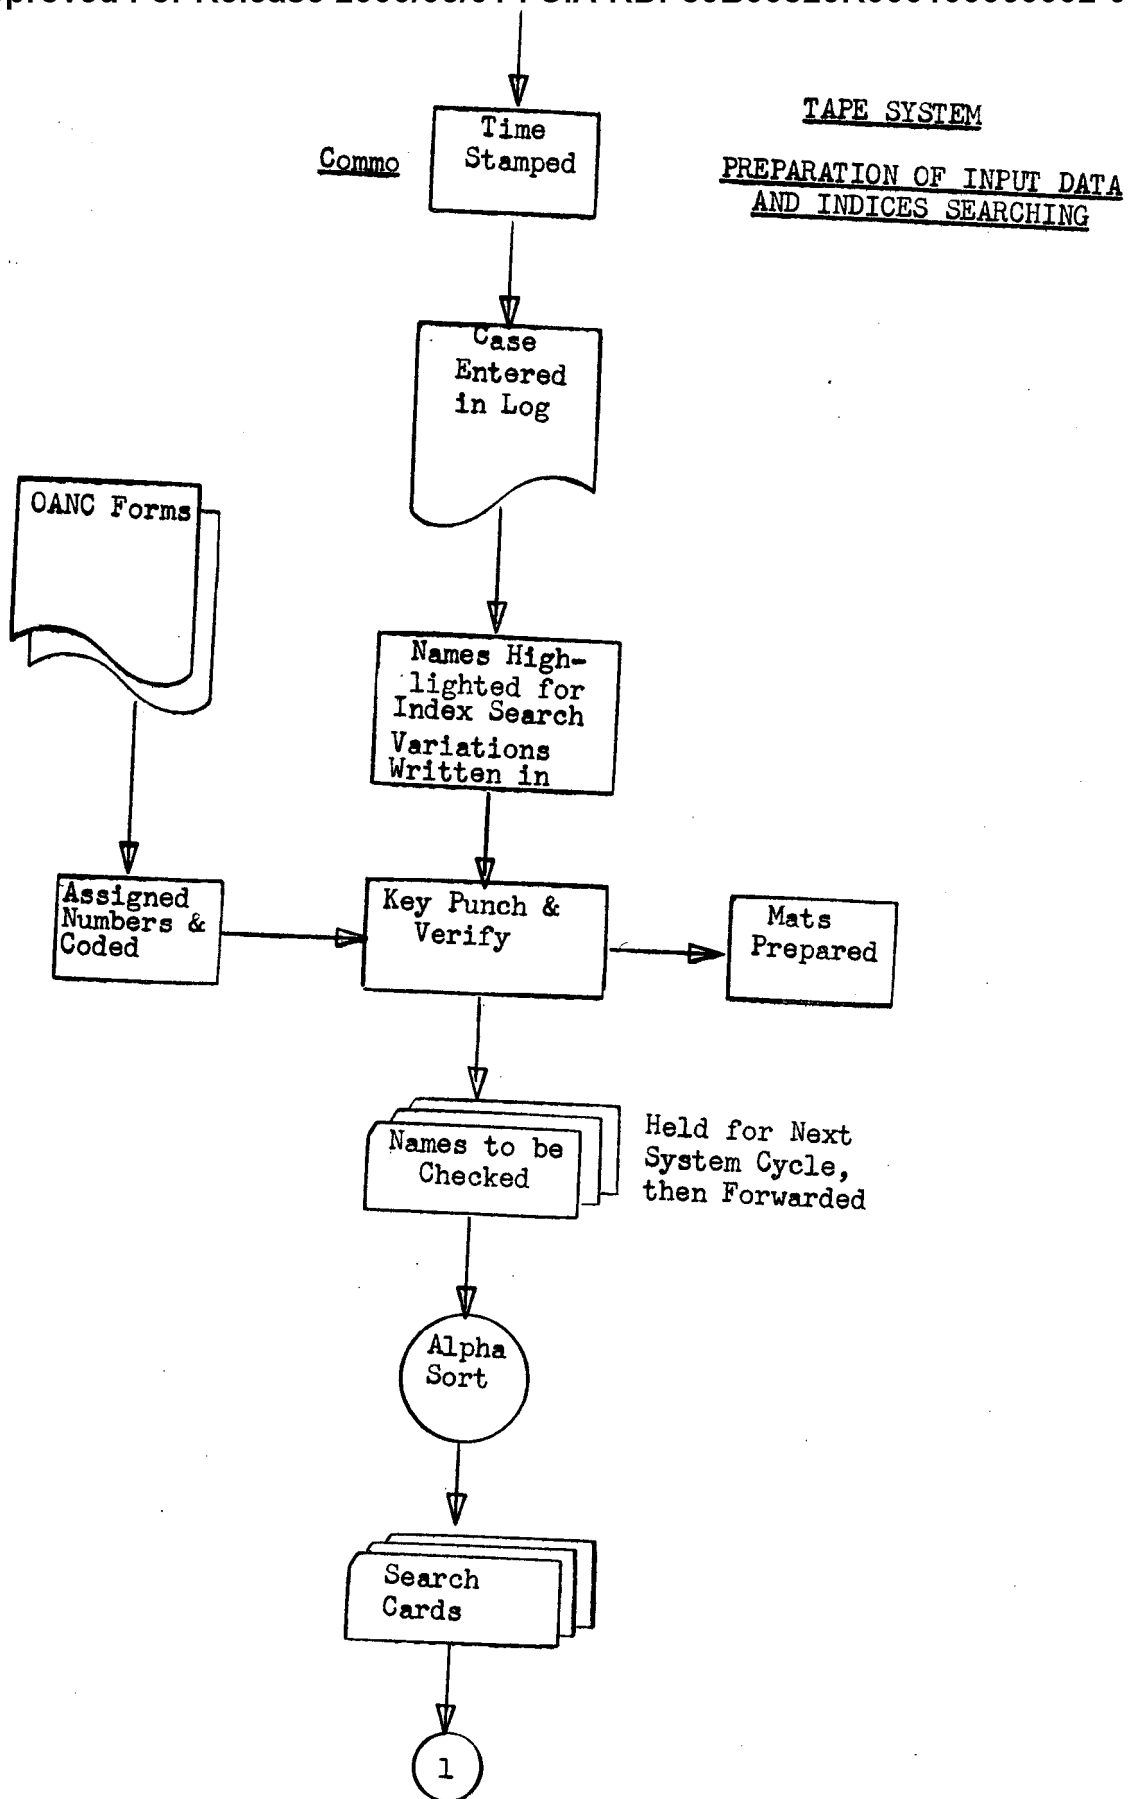 TAPE SYSTEM
PREPARATION OF INPUT DATA
AND INDICES SEARCHING
Commo
Time
Stamped
Case
Entered
in Log
OANC Forms
Names High-
lighted for
Index Search
Variations
Written in
Assigned
Numbers &
Coded
Key Punch &
Verify
Mats
Prepared
Names to be
Checked
Held for Next
System Cycle,
then Forwarded
Alpha
Sort
Search
Cards
1